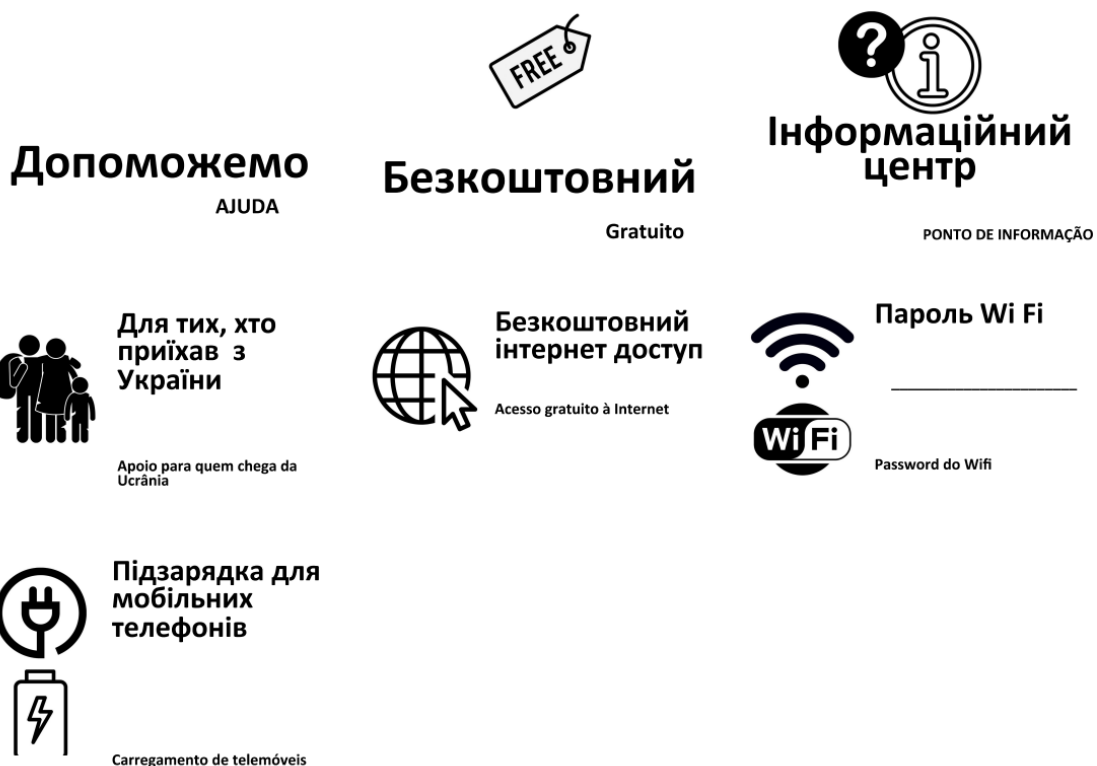 FREE
?
i
Допоможемо
AJUDA
Безкоштовний
Gratuito
Інформаційний
центр
PONTO DE INFORMAÇÃO
Для тих, хто
приїхав з
України
Apoio para quem chega da
Ucrânia
Безкоштовний
інтернет доступ
Acesso gratuito à Internet
Пароль Wi Fi
______________________
Wi Fi
Password do Wifi
Підзарядка для
мобільних
телефонів
Carregamento de telemóveis